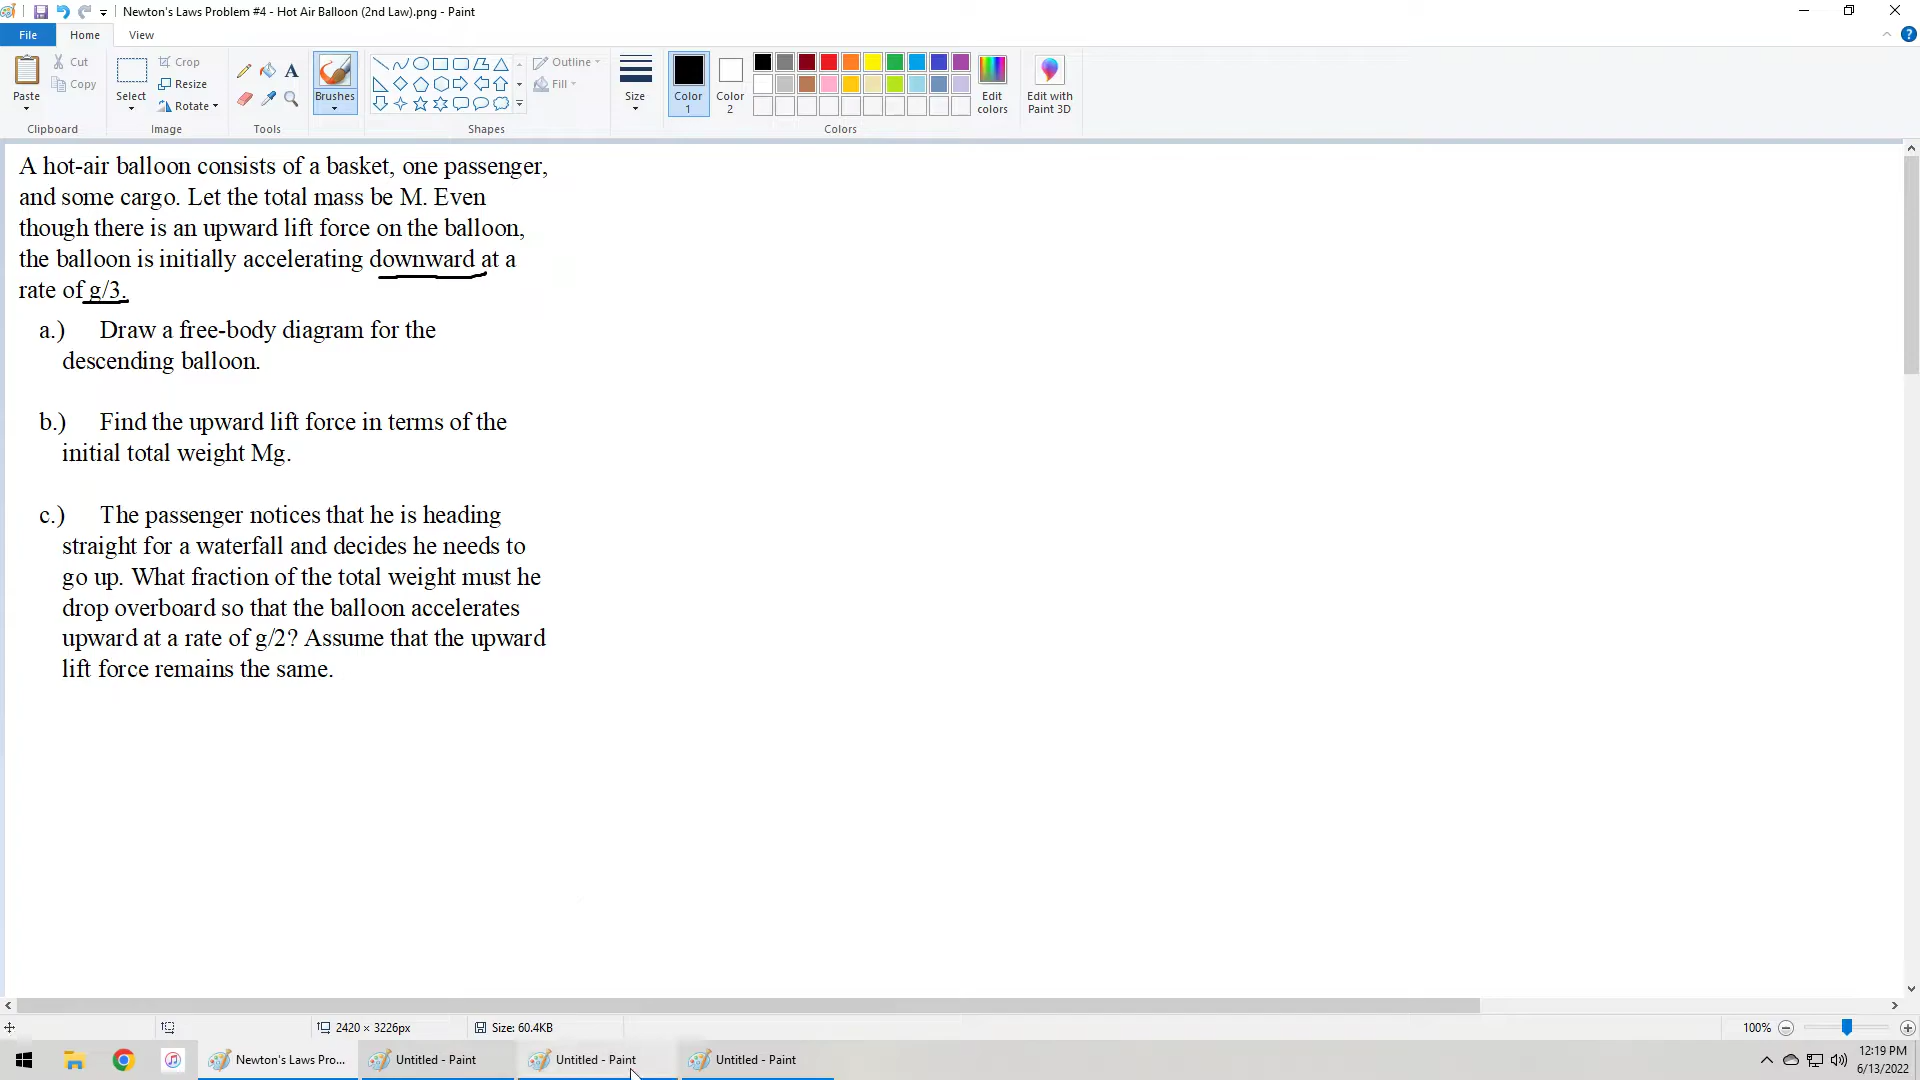 Newton's Laws Problem #4 - Hot Air Balloon (2nd Law).png - Paint
File Home View
Cut
Copy
Paste
Crop
Resize
Rotate
Select
Brushes
Outline
Fill
Size
Color 1
Color 2
Edit colors
Edit with Paint 3D
Clipboard Image Tools Shapes Colors
A hot-air balloon consists of a basket, one passenger,
and some cargo. Let the total mass be M. Even
though there is an upward lift force on the balloon,
the balloon is initially accelerating downward at a
rate of g/3.
a.) Draw a free-body diagram for the
descending balloon.
b.) Find the upward lift force in terms of the
initial total weight Mg.
c.) The passenger notices that he is heading
straight for a waterfall and decides he needs to
go up. What fraction of the total weight must he
drop overboard so that the balloon accelerates
upward at a rate of g/2? Assume that the upward
lift force remains the same.
2420 × 3226px
Size: 60.4KB
100%
Newton's Laws Pro...
Untitled - Paint
Untitled - Paint
Untitled - Paint
12:19 PM
6/13/2022